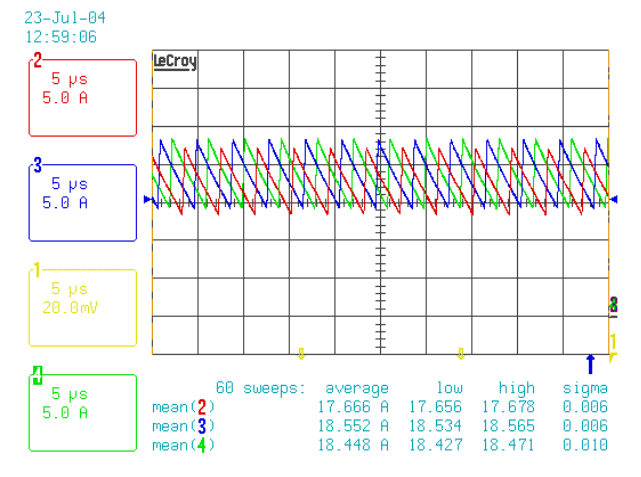 23-Jul-04
12:59:06
LeCroy
2
5 µs
5.0 A
3
5 µs
5.0 A
1
5 µs
20.0mV
4
5 µs
5.0 A
1
60 sweeps: average low high sigma
mean(2) 17.666 A 17.656 17.678 0.006
mean(3) 18.552 A 18.534 18.565 0.006
mean(4) 18.448 A 18.427 18.471 0.010